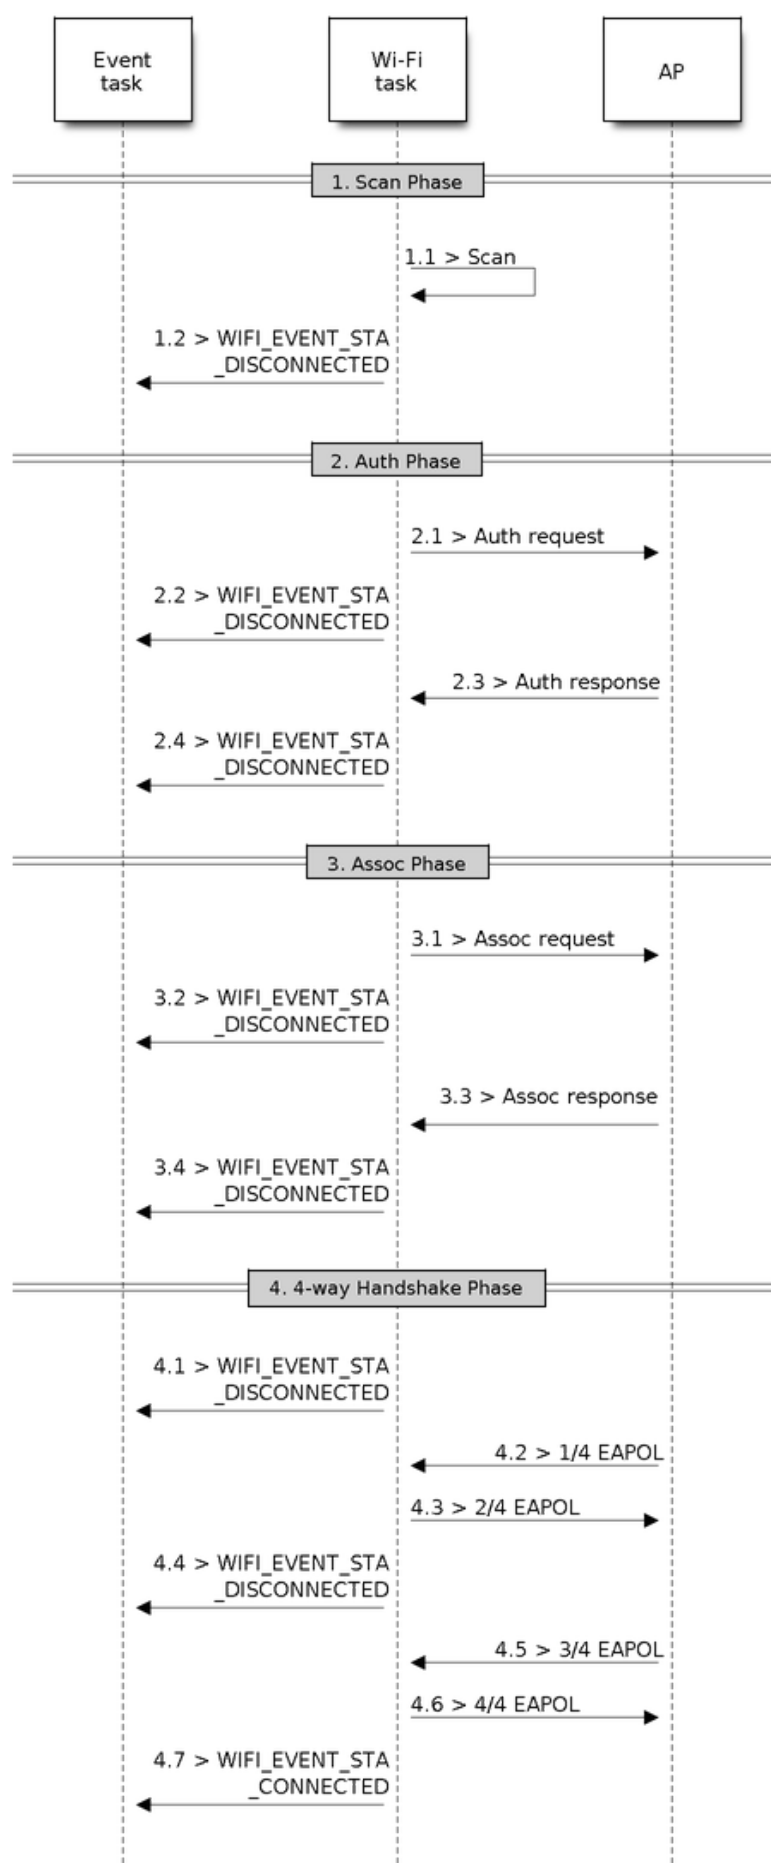 Event
task
Wi-Fi
task
AP
1. Scan Phase
1.1 > Scan
1.2 > WIFI_EVENT_STA
_DISCONNECTED
2. Auth Phase
2.1 > Auth request
2.2 > WIFI_EVENT_STA
_DISCONNECTED
2.3 > Auth response
2.4 > WIFI_EVENT_STA
_DISCONNECTED
3. Assoc Phase
3.1 > Assoc request
3.2 > WIFI_EVENT_STA
_DISCONNECTED
3.3 > Assoc response
3.4 > WIFI_EVENT_STA
_DISCONNECTED
4. 4-way Handshake Phase
4.1 > WIFI_EVENT_STA
_DISCONNECTED
4.2 > 1/4 EAPOL
4.3 > 2/4 EAPOL
4.4 > WIFI_EVENT_STA
_DISCONNECTED
4.5 > 3/4 EAPOL
4.6 > 4/4 EAPOL
4.7 > WIFI_EVENT_STA
_CONNECTED